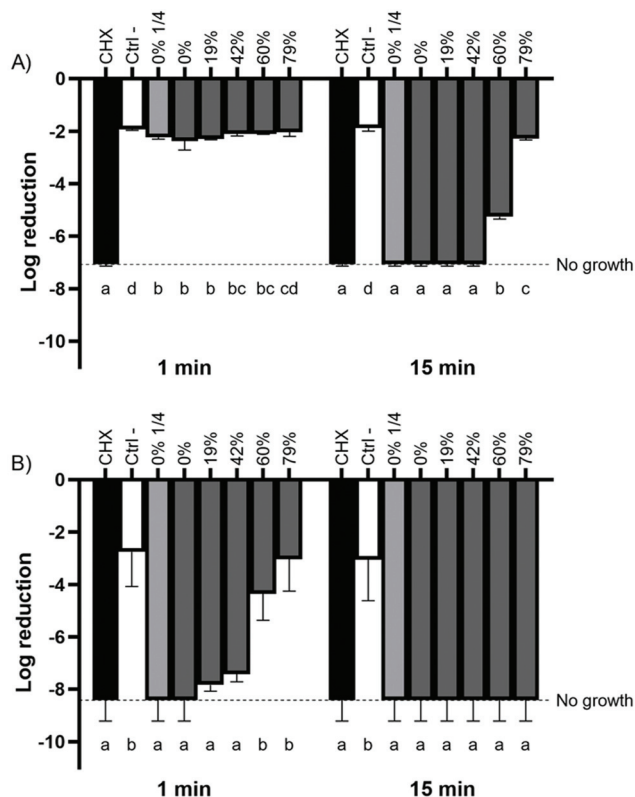 A)
CHX Ctrl - 0% 1/4 0% 19% 42% 60% 79% CHX Ctrl - 0% 1/4 0% 19% 42% 60% 79%
0
-2
-4
-6
-8
-10
Log reduction
No growth
a d b b b bc bc cd a d a a a a b c
1 min 15 min
B)
CHX Ctrl - 0% 1/4 0% 19% 42% 60% 79% CHX Ctrl - 0% 1/4 0% 19% 42% 60% 79%
0
-2
-4
-6
-8
-10
Log reduction
No growth
a b a a a a b b a b a a a a a a
1 min 15 min